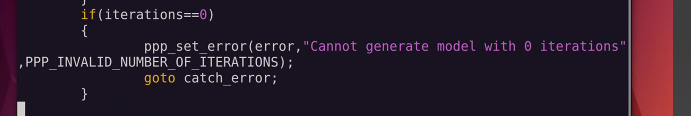 }
if(iterations==0)
{
ppp_set_error(error,"Cannot generate model with 0 iterations"
,PPP_INVALID_NUMBER_OF_ITERATIONS);
goto catch_error;
}